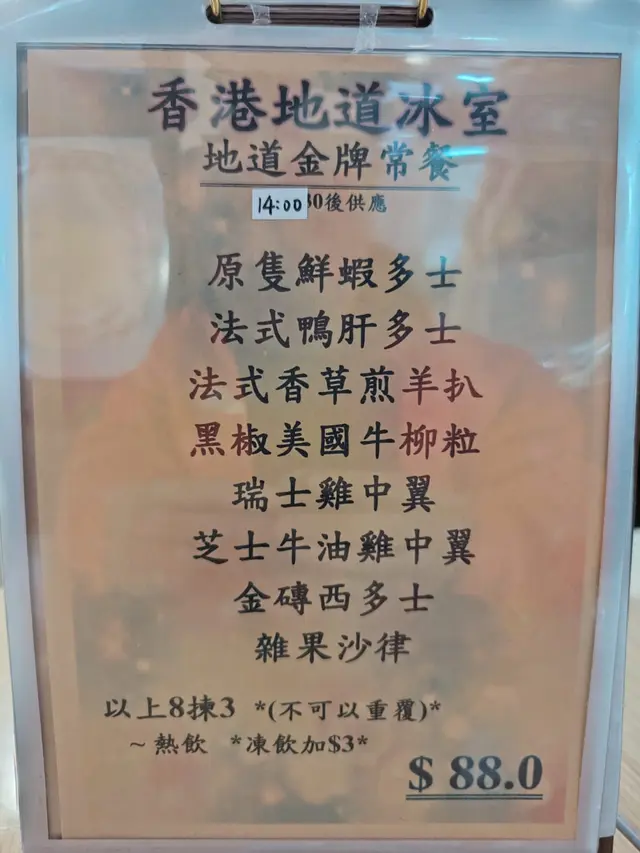 香港地道冰室
地道金牌常餐
14:00 30後供應
原隻鮮蝦多士
法式鴨肝多士
法式香草煎羊扒
黑椒美國牛柳粒
瑞士雞中翼
芝士牛油雞中翼
金磚西多士
雜果沙律
以上8揀3 *(不可以重覆)*
~ 熱飲 *凍飲加$3*
$ 88.0